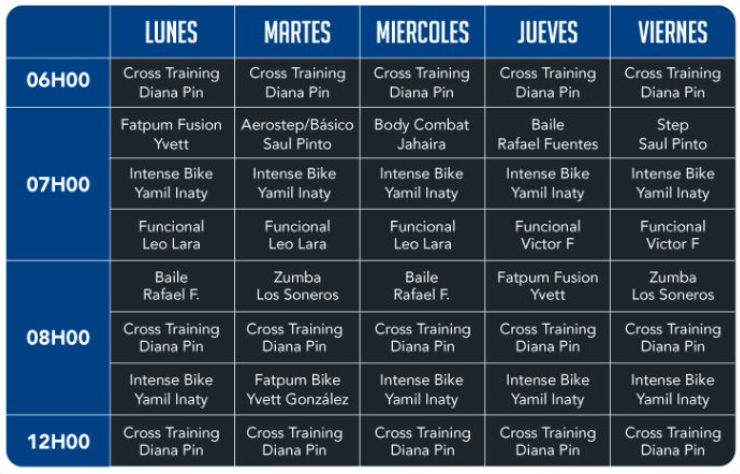 LUNES MARTES MIERCOLES JUEVES VIERNES
06H00
Cross Training Cross Training Cross Training Cross Training Cross Training
Diana Pin Diana Pin Diana Pin Diana Pin Diana Pin
07H00
Fatpum Fusion Aerostep/Básico Body Combat Baile Step
Yvett Saul Pinto Jahaira Rafael Fuentes Saul Pinto
Intense Bike Intense Bike Intense Bike Intense Bike Intense Bike
Yamil Inaty Yamil Inaty Yamil Inaty Yamil Inaty Yamil Inaty
Funcional Funcional Funcional Funcional Funcional
Leo Lara Leo Lara Leo Lara Victor F Victor F
08H00
Baile Zumba Baile Fatpum Fusion Zumba
Rafael F. Los Soneros Rafael F. Yvett Los Soneros
Cross Training Cross Training Cross Training Cross Training Cross Training
Diana Pin Diana Pin Diana Pin Diana Pin Diana Pin
Intense Bike Fatpum Bike Intense Bike Intense Bike Intense Bike
Yamil Inaty Yvett González Yamil Inaty Yamil Inaty Yamil Inaty
12H00
Cross Training Cross Training Cross Training Cross Training Cross Training
Diana Pin Diana Pin Diana Pin Diana Pin Diana Pin